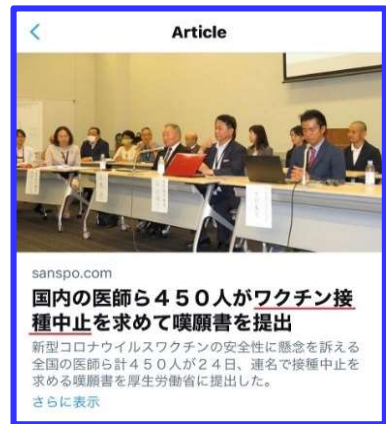 Article
sanspo.com
国内の医師ら４５０人がワクチン接
種中止を求めて嘆願書を提出
新型コロナウイルスワクチンの安全性に懸念を訴える
全国の医師ら計４５０人が２４日、連名で接種中止を
求める嘆願書を厚生労働省に提出した。
さらに表示